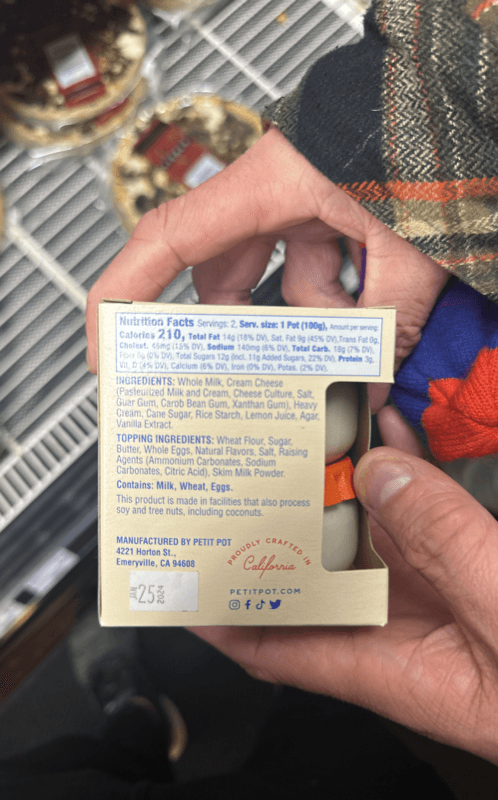 Nutrition Facts Servings: 2, Serv. size: 1 Pot (100g), Amount per serving:
Calories 210, Total Fat 14g (18% DV), Sat. Fat 9g (45% DV), Trans Fat 0g,
Cholest. 45mg (15% DV), Sodium 140mg (6% DV), Total Carb. 18g (7% DV),
Fiber 0g (0% DV), Total Sugars 12g (Incl. 11g Added Sugars, 22% DV), Protein 3g,
Vit. D (4% DV), Calcium (6% DV), Iron (0% DV), Potas. (2% DV).
INGREDIENTS: Whole Milk, Cream Cheese
(Pasteurized Milk and Cream, Cheese Culture, Salt,
Guar Gum, Carob Bean Gum, Xanthan Gum), Heavy
Cream, Cane Sugar, Rice Starch, Lemon Juice, Agar,
Vanilla Extract.
TOPPING INGREDIENTS: Wheat Flour, Sugar,
Butter, Whole Eggs, Natural Flavors, Salt, Raising
Agents (Ammonium Carbonates, Sodium
Carbonates, Citric Acid), Skim Milk Powder.
Contains: Milk, Wheat, Eggs.
This product is made in facilities that also process
soy and tree nuts, including coconuts.
MANUFACTURED BY PETIT POT
4221 Horton St.,
Emeryville, CA 94608
PROUDLY CRAFTED IN
California
PETITPOT.COM
JAN 25 2024